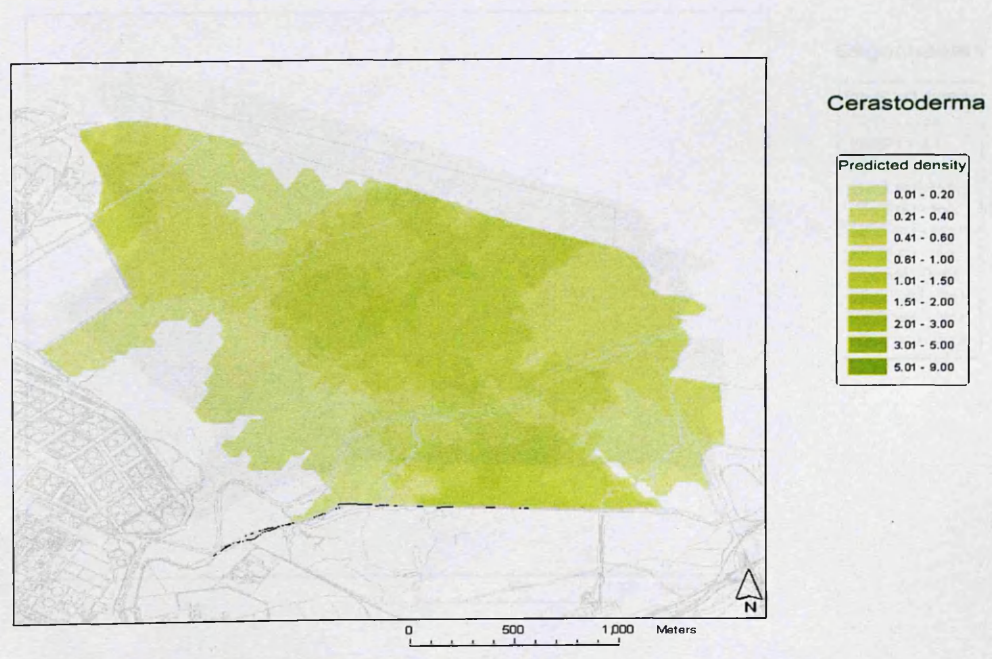 Cerastoderma
Predicted density
0.01 - 0.20
0.21 - 0.40
0.41 - 0.60
0.61 - 1.00
1.01 - 1.50
1.51 - 2.00
2.01 - 3.00
3.01 - 5.00
5.01 - 9.00
N
0 500 1,000 Meters